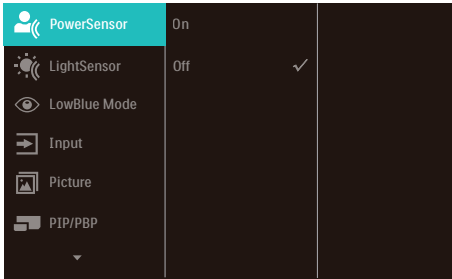 PowerSensor
On
LightSensor
Off
LowBlue Mode
Input
Picture
PIP/PBP